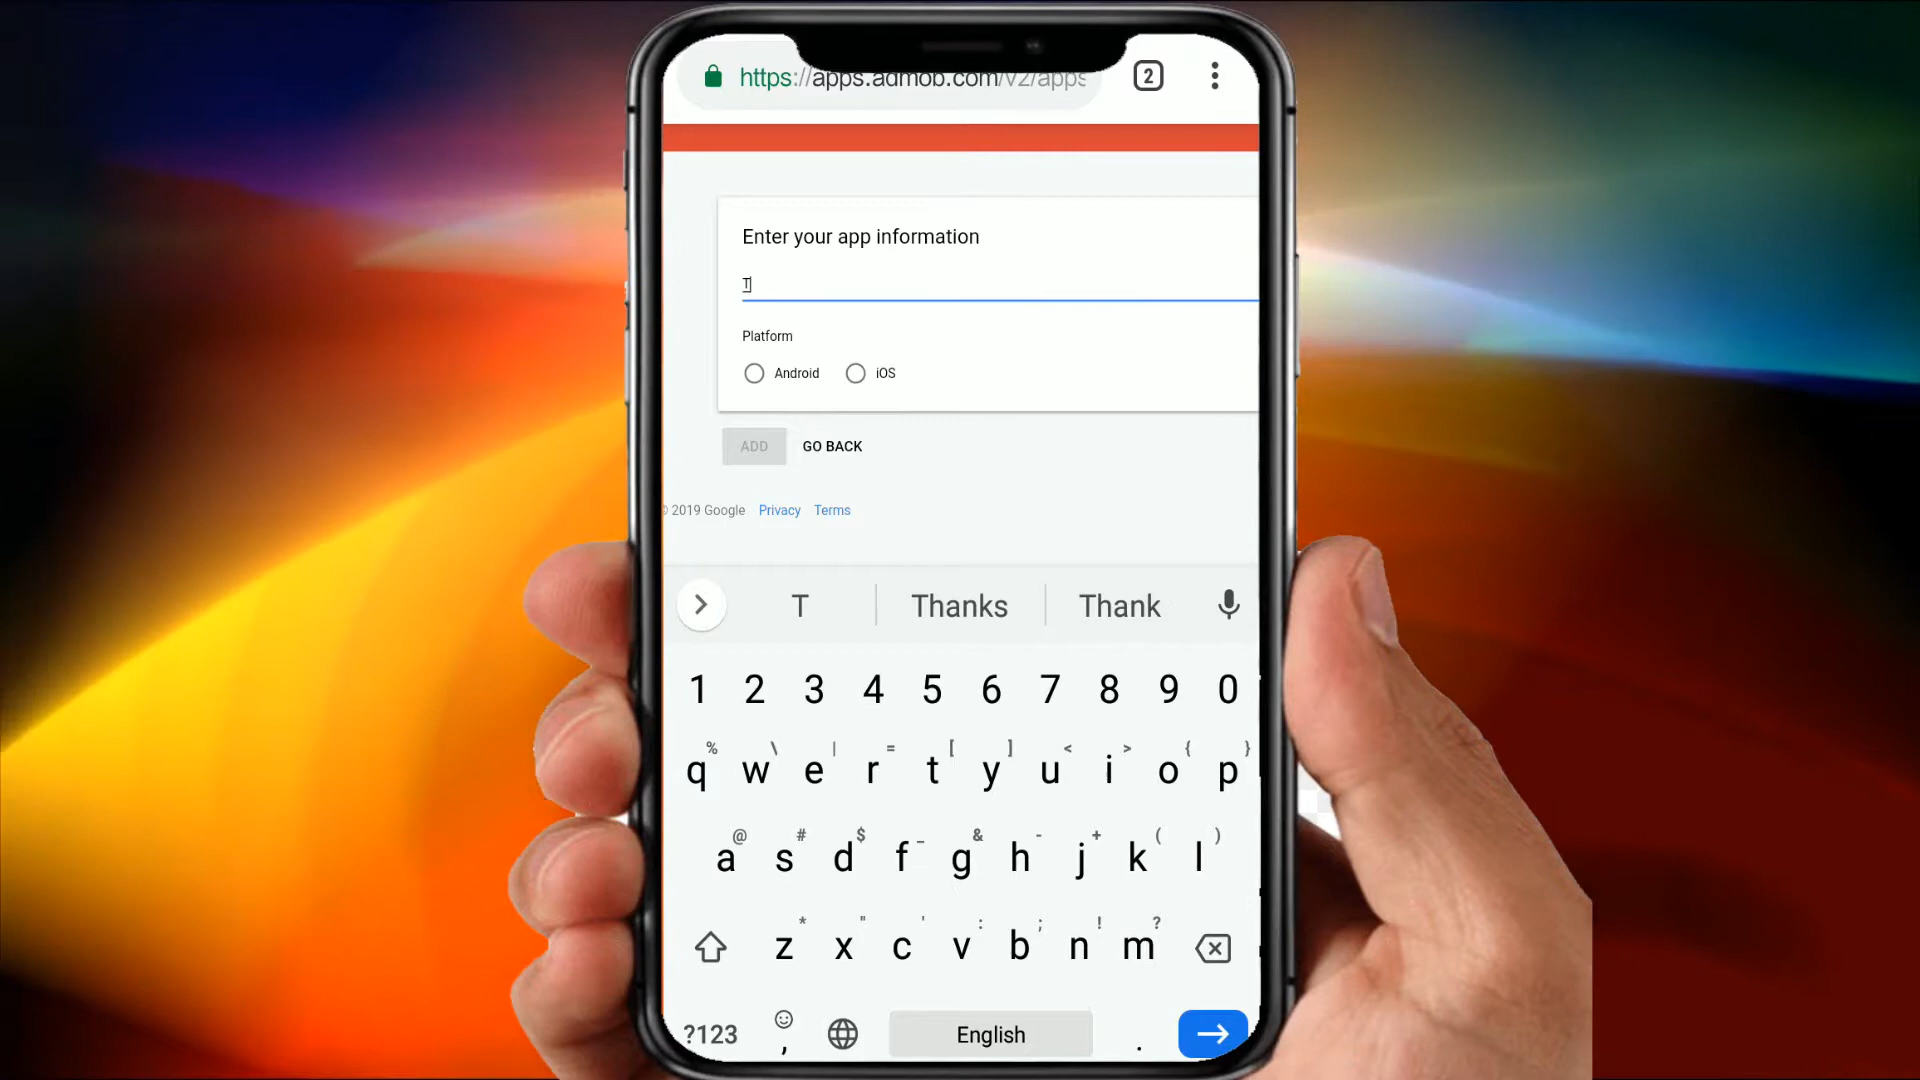 https://apps.admob.com/v2/apps
2
Enter your app information
T
Platform
Android iOS
ADD GO BACK
© 2019 Google Privacy Terms
T Thanks Thank
1 2 3 4 5 6 7 8 9 0
% \ | = [ ] < > { }
q w e r t y u i o p
@ # $ _ & - + ( )
a s d f g h j k l
* " ' : ; ! ?
z x c v b n m
?123 , English .